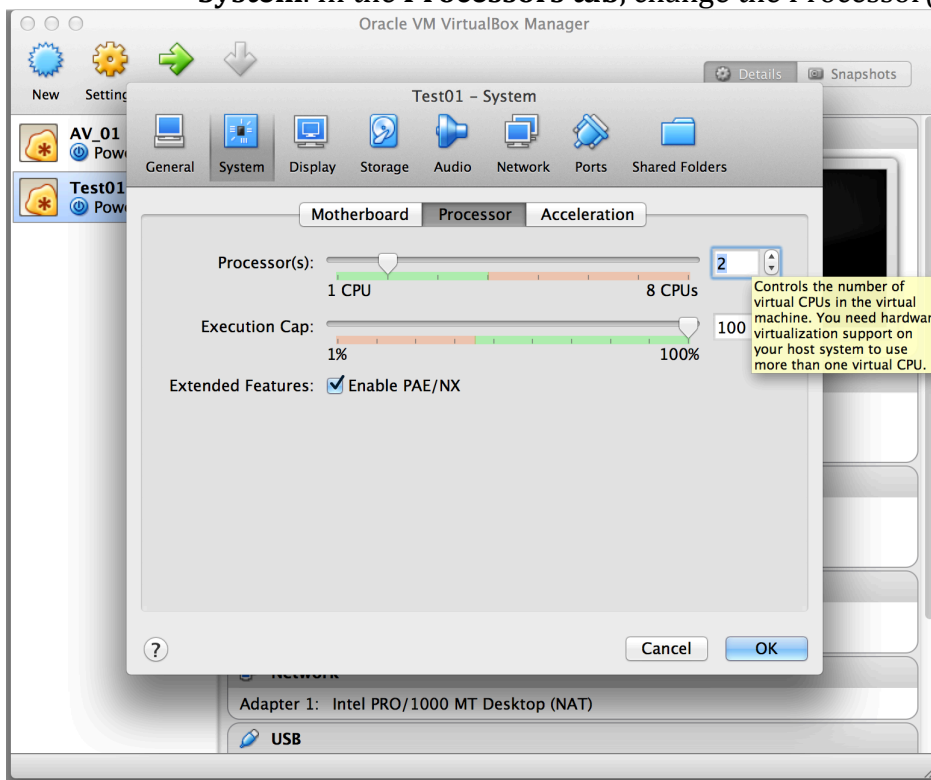 System. In the Processors tab, change the Processor(
Oracle VM VirtualBox Manager
New
Setting
Details
Snapshots
AV_01
Powe
Test01
Powe
Test01 – System
General System Display Storage Audio Network Ports Shared Folders
Motherboard Processor Acceleration
Processor(s):
2
1 CPU
8 CPUs
Controls the number of
virtual CPUs in the virtual
machine. You need hardwar
virtualization support on
your host system to use
more than one virtual CPU.
Execution Cap:
100
1%
100%
Extended Features:
Enable PAE/NX
?
Cancel
OK
Network
Adapter 1: Intel PRO/1000 MT Desktop (NAT)
USB